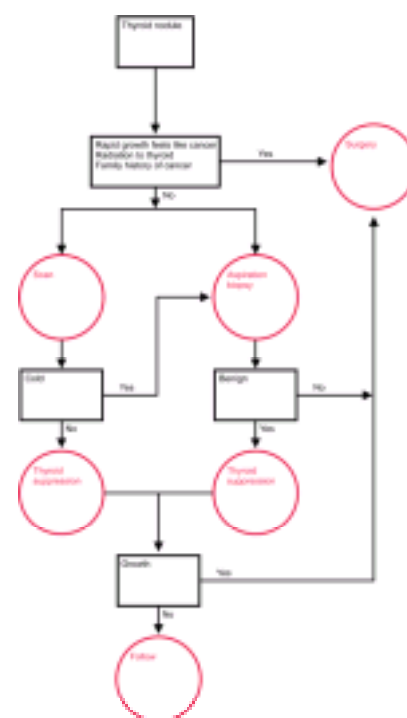 Thyroid nodule
Rapid growth feels like cancer
Radiation to thyroid
Family history of cancer
Yes
Surgery
No
Scan
Aspiration
biopsy
Cold
Yes
Benign
No
No
Yes
Thyroid
suppression
Thyroid
suppression
Growth
Yes
No
Follow